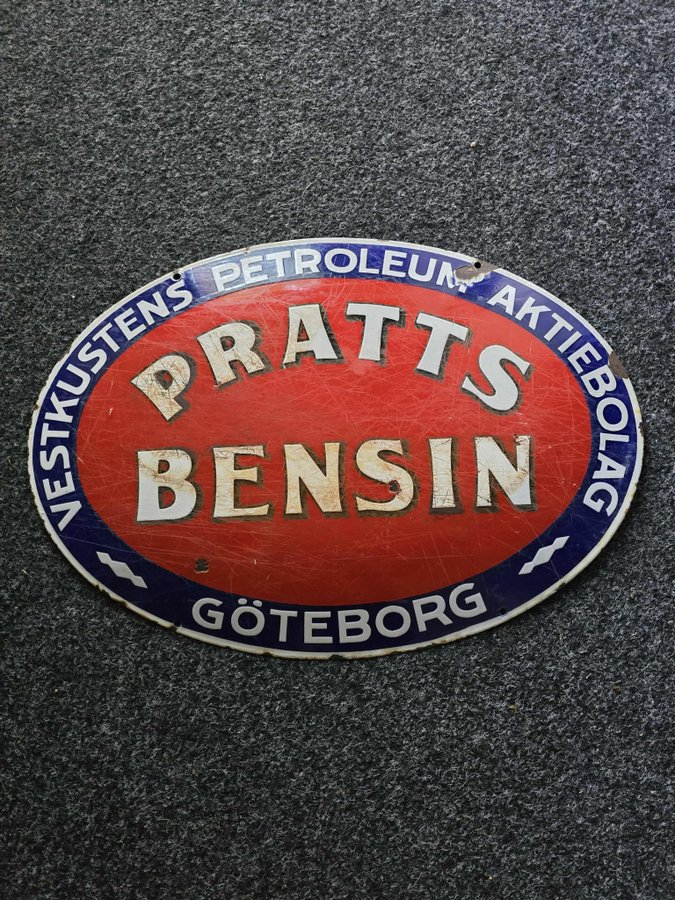 VESTKUSTENS PETROLEUM AKTIEBOLAG
PRATTS
BENSIN
GÖTEBORG